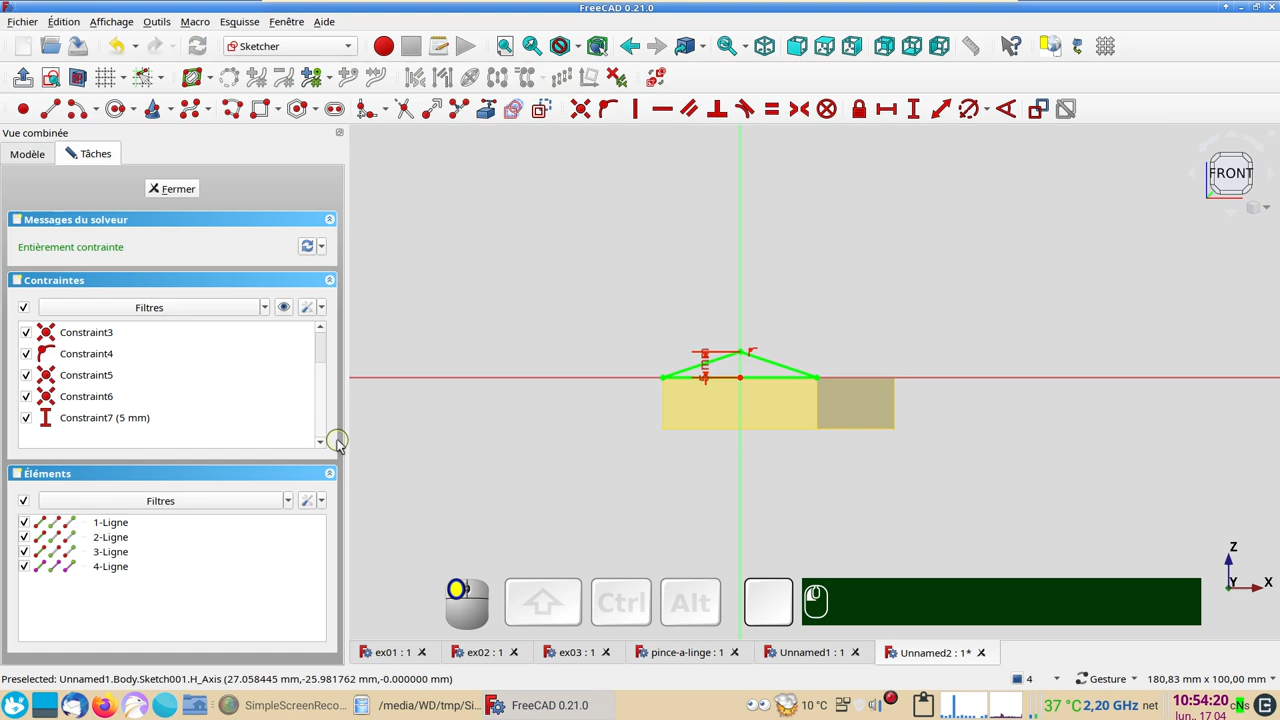 FreeCAD 0.21.0
Fichier Édition Affichage Outils Macro Esquisse Fenêtre Aide
Sketcher
Vue combinée
Modèle Tâches
Fermer
Messages du solveur
Entièrement contrainte
Contraintes
Filtres
Constraint3
Constraint4
Constraint5
Constraint6
Constraint7 (5 mm)
Éléments
Filtres
1-Ligne
2-Ligne
3-Ligne
4-Ligne
FRONT
Z
Y
X
Ctrl
Alt
ex01 : 1
ex02 : 1
ex03 : 1
pince-a-linge : 1
Unnamed1 : 1
Unnamed2 : 1*
Preselected: Unnamed1.Body.Sketch001.H_Axis (27.058445 mm,-25.981762 mm,-0.000000 mm)
4
Gesture
180,83 mm x 100,00 mm
SimpleScreenReco...
/media/WD/tmp/Si...
FreeCAD 0.21.0
10 °C
37 °C 2,20 GHz net
10:54:20
lun., 17 04